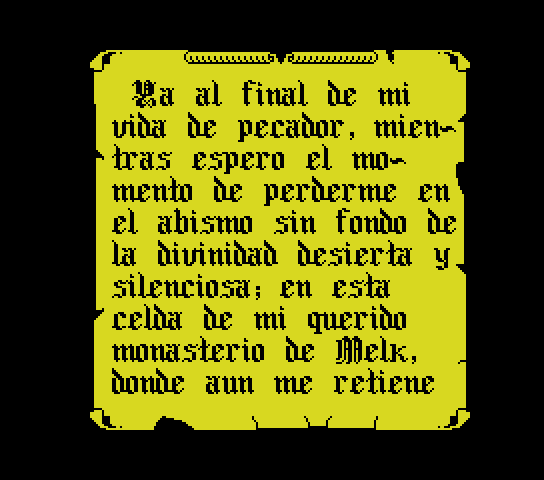 Ya al final de mi
vida de pecador, mien~
tras espero el mo~
mento de perderme en
el abismo sin fondo de
la divinidad desierta y
silenciosa; en esta
celda de mi querido
monasterio de Melk,
donde aun me retiene